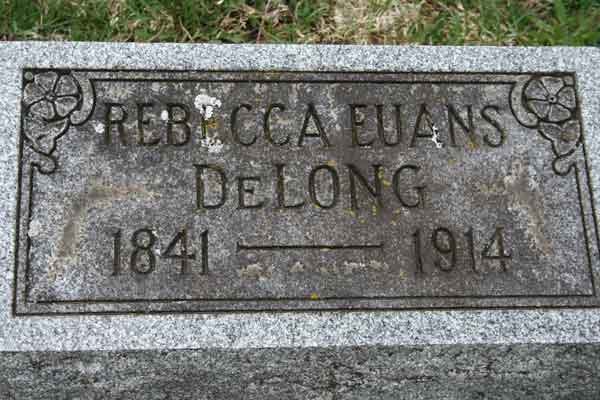 REBECCA EUANS
DELONG
1841 — 1914